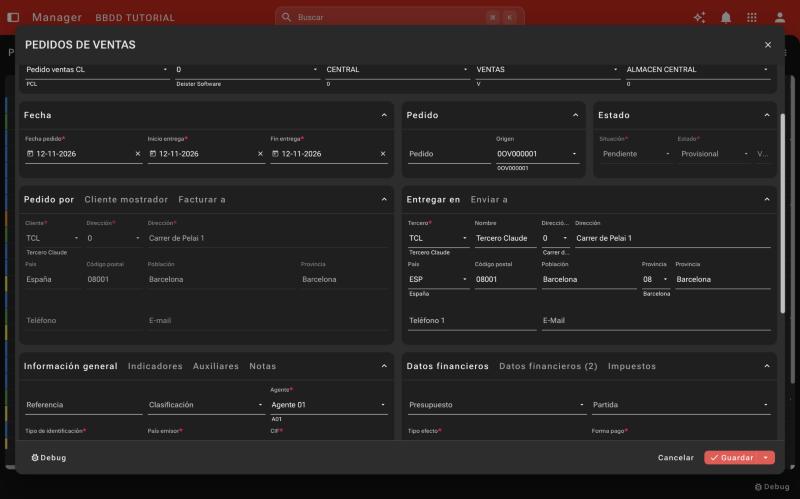 Manager BBDD TUTORIAL Buscar ⌘ K
PEDIDOS DE VENTAS
Pedido ventas CL 0 CENTRAL VENTAS ALMACEN CENTRAL
PCL Deister Software 0 V 0
Fecha Pedido Estado
Fecha pedido* Inicio entrega* Fin entrega* Origen Situación* Estado*
12-11-2026 12-11-2026 12-11-2026 Pedido 0OV000001 Pendiente Provisional V...
0OV000001
Pedido por Cliente mostrador Facturar a Entregar en Enviar a
Cliente* Dirección* Dirección* Tercero* Nombre Direcció... Dirección
TCL 0 Carrer de Pelai 1 TCL Tercero Claude 0 Carrer de Pelai 1
Tercero Claude Tercero Claude Carrer d...
País Código postal Población Provincia País Código postal Población Provincia Provincia
España 08001 Barcelona Barcelona ESP 08001 Barcelona 08 Barcelona
España Barcelona
Teléfono E-mail Teléfono 1 E-Mail
Información general Indicadores Auxiliares Notas Datos financieros Datos financieros (2) Impuestos
Agente*
Referencia Clasificación Agente 01 Presupuesto Partida
A01
Tipo de identificación* País emisor* CIF* Tipo efecto* Forma pago*
Debug Cancelar Guardar
Debug